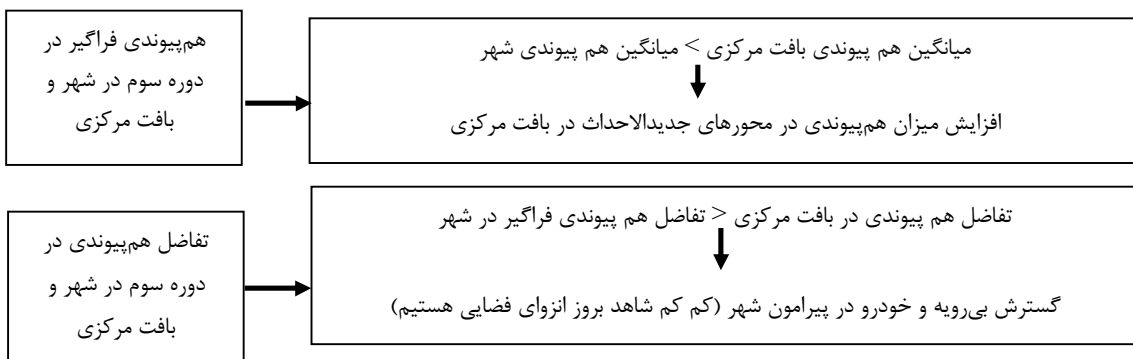 هم‌پیوندی فراگیر در
دوره سوم در شهر و
بافت مرکزی
میانگین هم پیوندی بافت مرکزی < میانگین هم پیوندی شهر
افزایش میزان هم‌پیوندی در محورهای جدیدالاحداث در بافت مرکزی
تفاضل هم‌پیوندی در
دوره سوم در شهر و
بافت مرکزی
تفاضل هم پیوندی در بافت مرکزی > تفاضل هم پیوندی فراگیر در شهر
گسترش بی‌رویه و خودرو در پیرامون شهر (کم کم شاهد بروز انزوای فضایی هستیم)